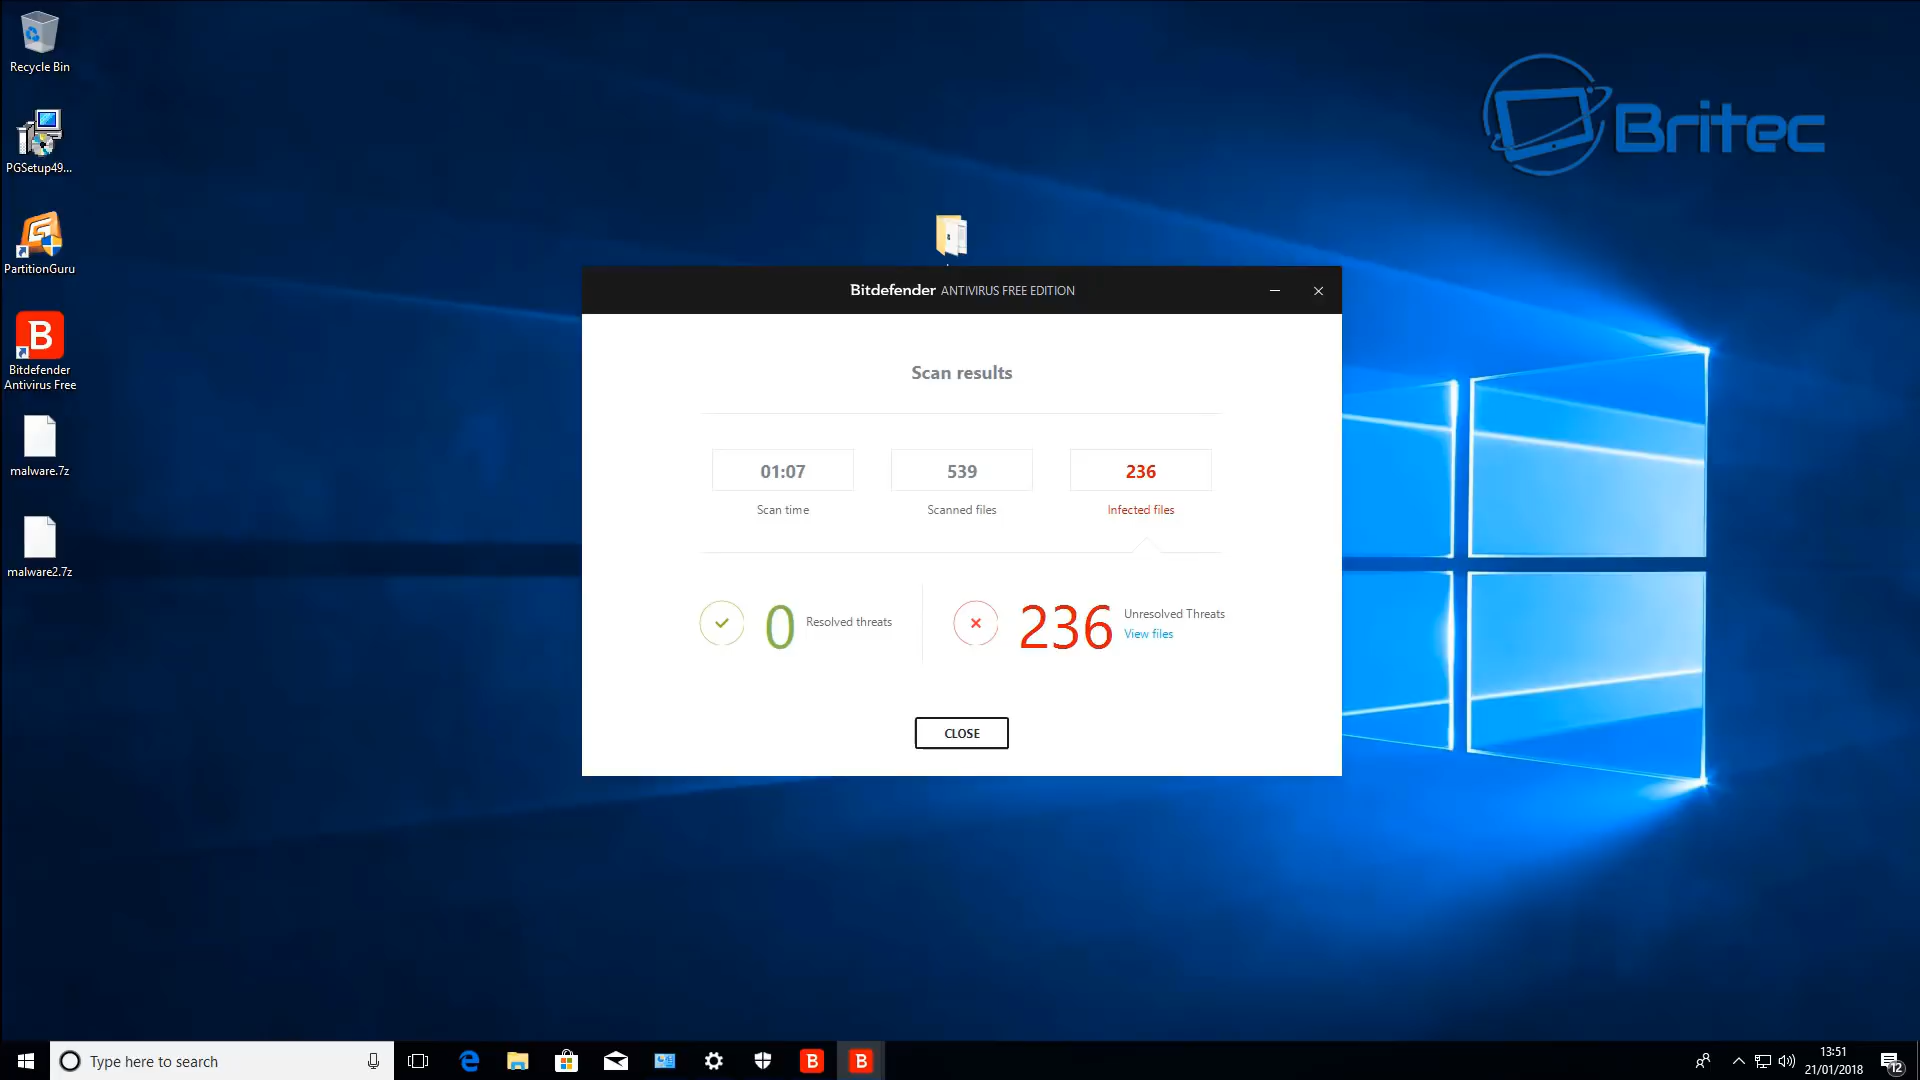 Recycle Bin
PGSetup49...
PartitionGuru
Bitdefender
Antivirus Free
malware.7z
malware2.7z
Britec
Bitdefender ANTIVIRUS FREE EDITION
Scan results
01:07
Scan time
539
Scanned files
236
Infected files
0 Resolved threats
236 Unresolved Threats
View files
CLOSE
Type here to search
13:51
21/01/2018
12